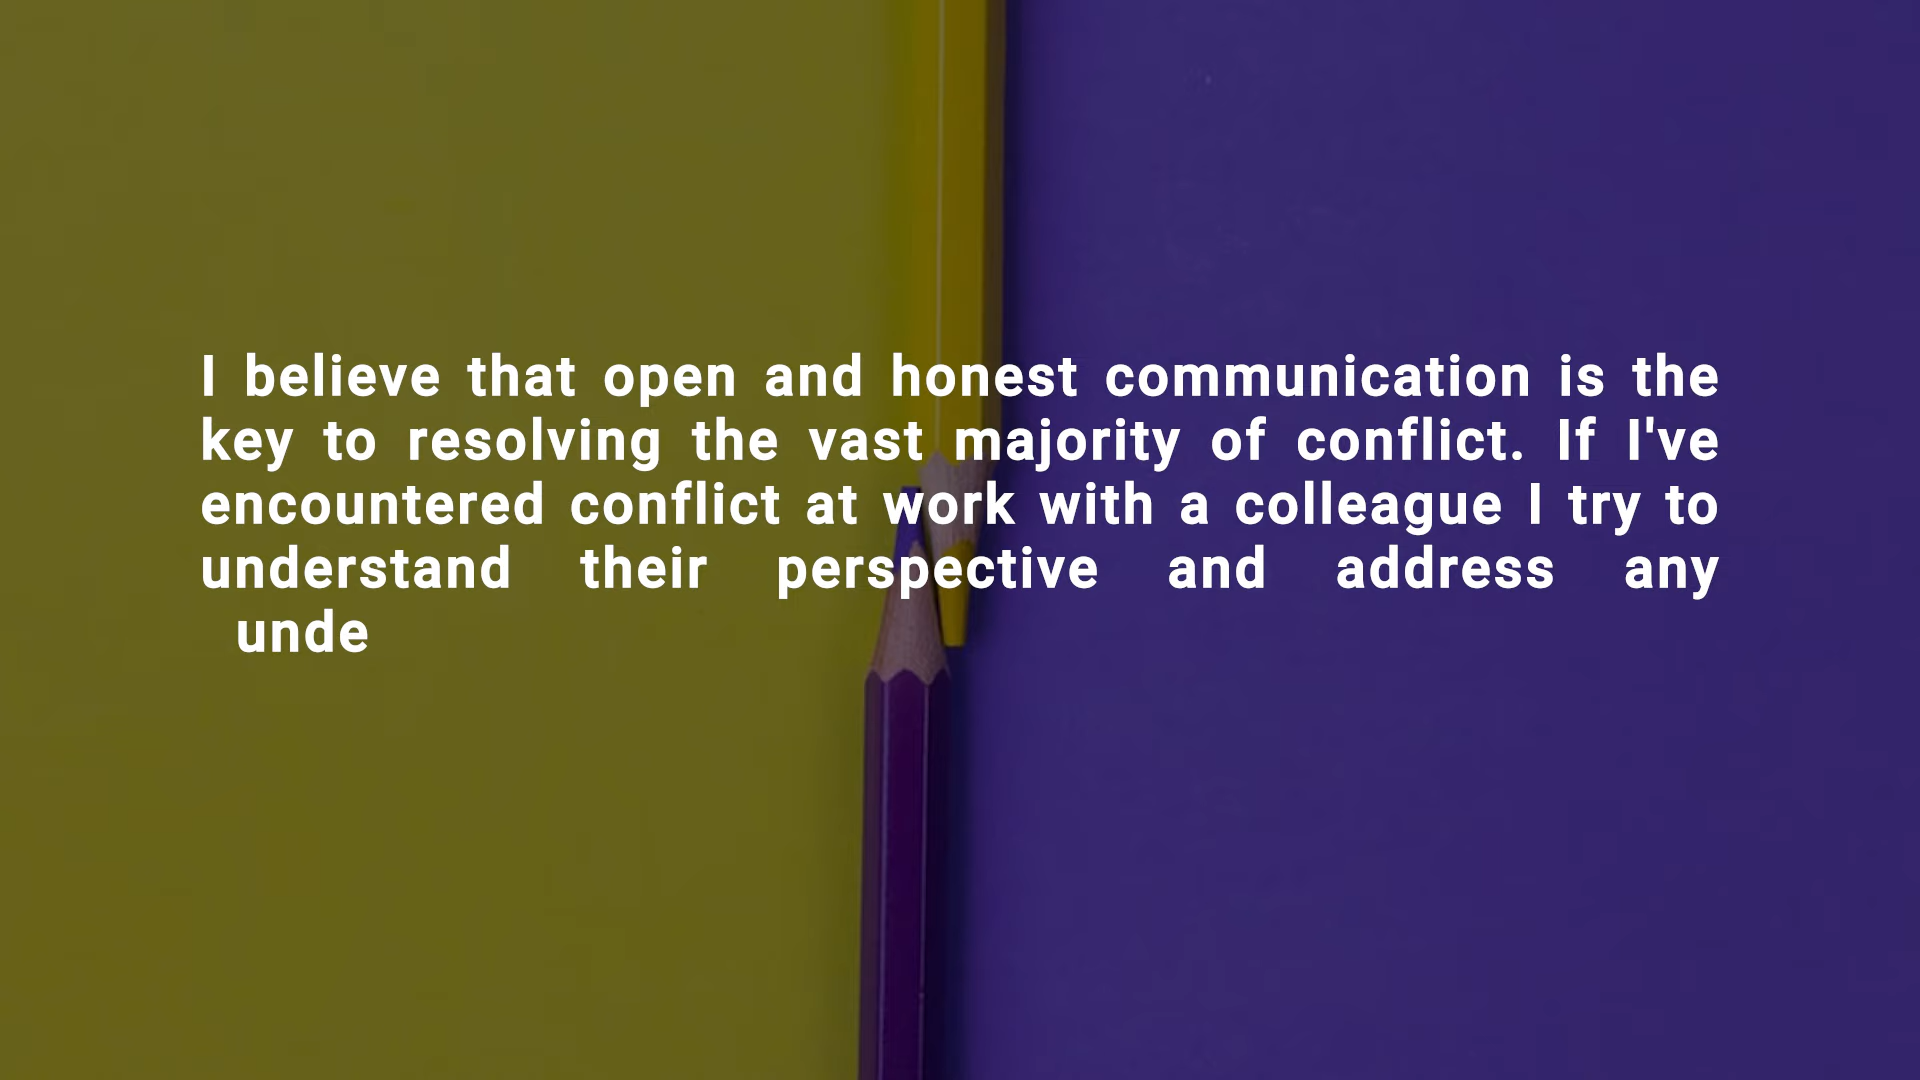 I believe that open and honest communication is the
key to resolving the vast majority of conflict. If I've
encountered conflict at work with a colleague I try to
understand their perspective and address any
unde